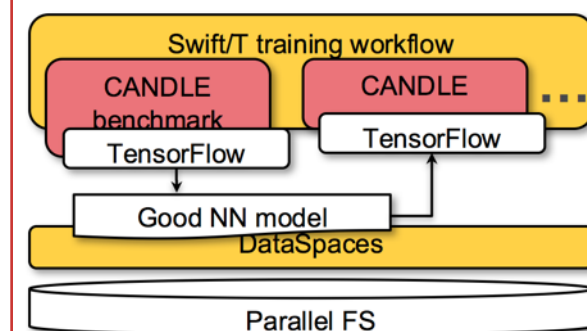 Swift/T training workflow
CANDLE
benchmark
TensorFlow
CANDLE
TensorFlow
Good NN model
DataSpaces
Parallel FS